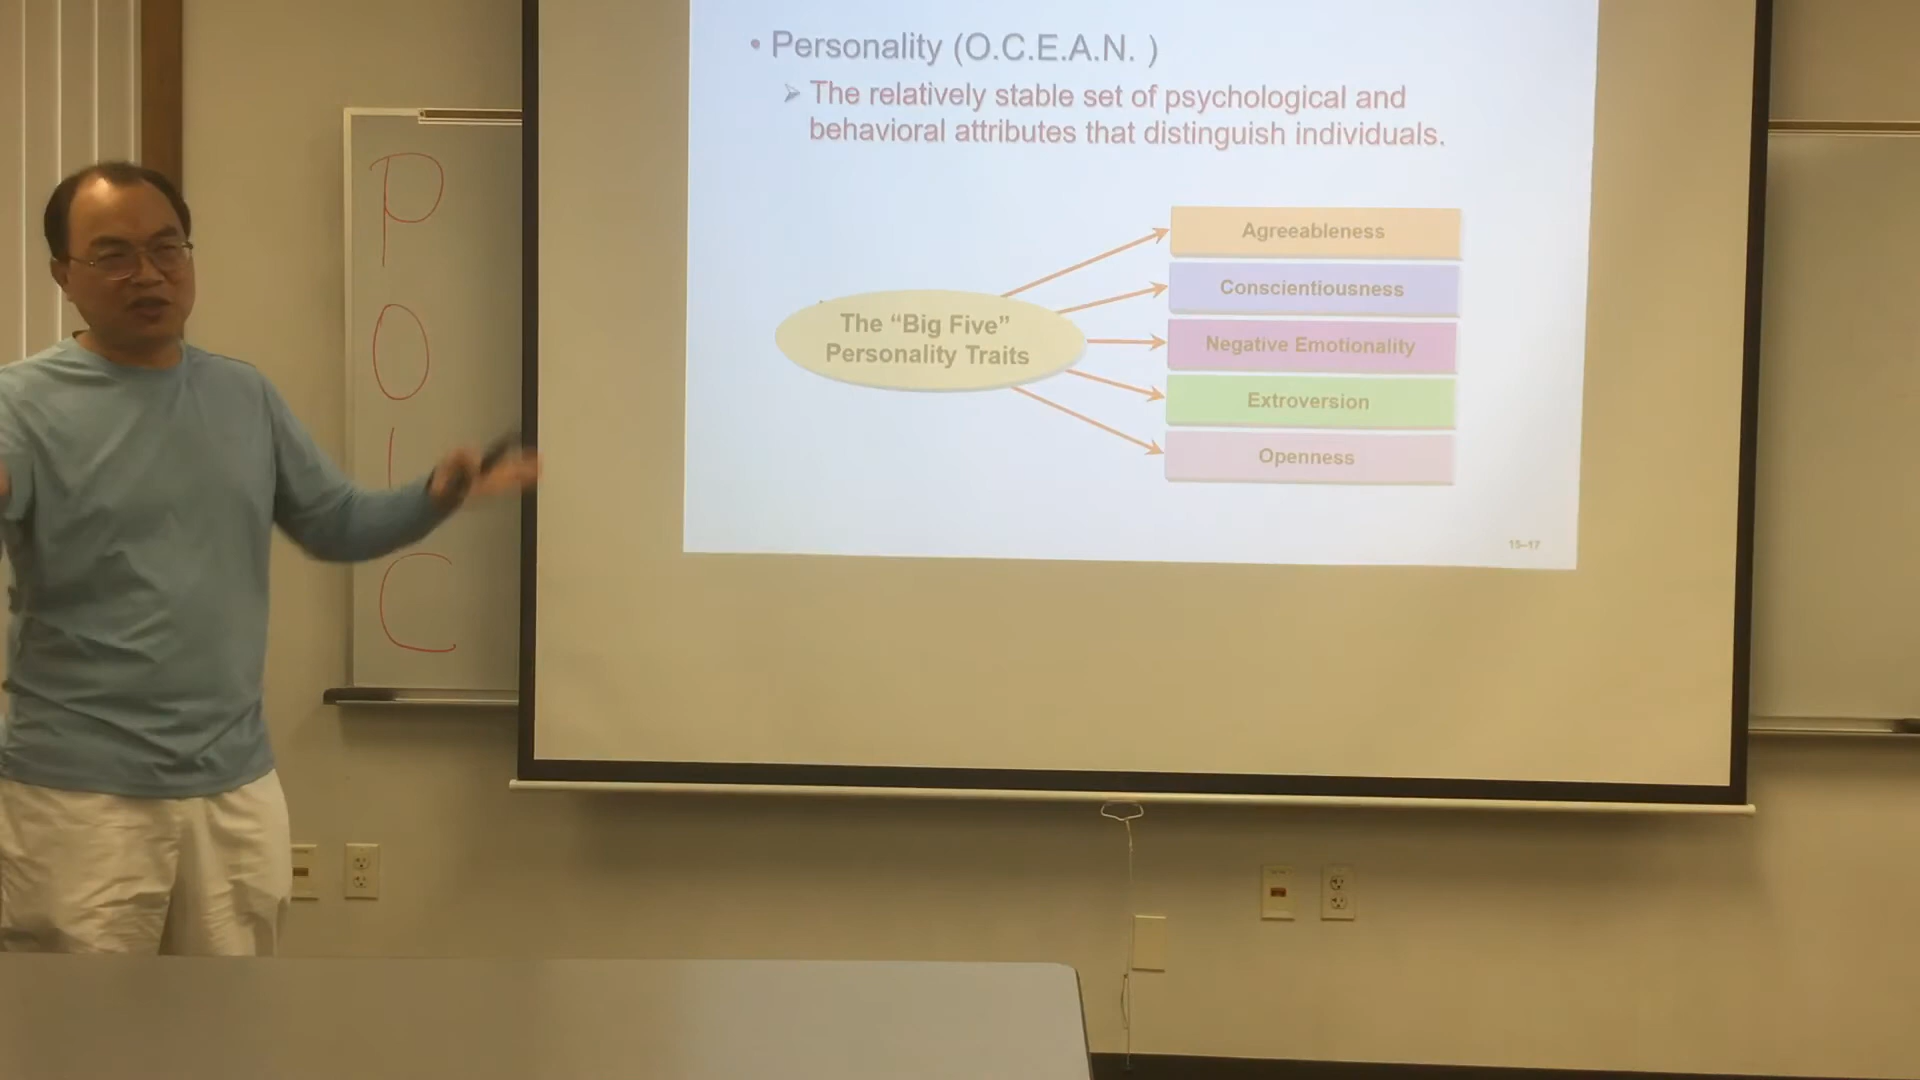 P
O
L
C
• Personality (O.C.E.A.N. )
➢ The relatively stable set of psychological and
behavioral attributes that distinguish individuals.
The “Big Five”
Personality Traits
Agreeableness
Conscientiousness
Negative Emotionality
Extroversion
Openness
15–17